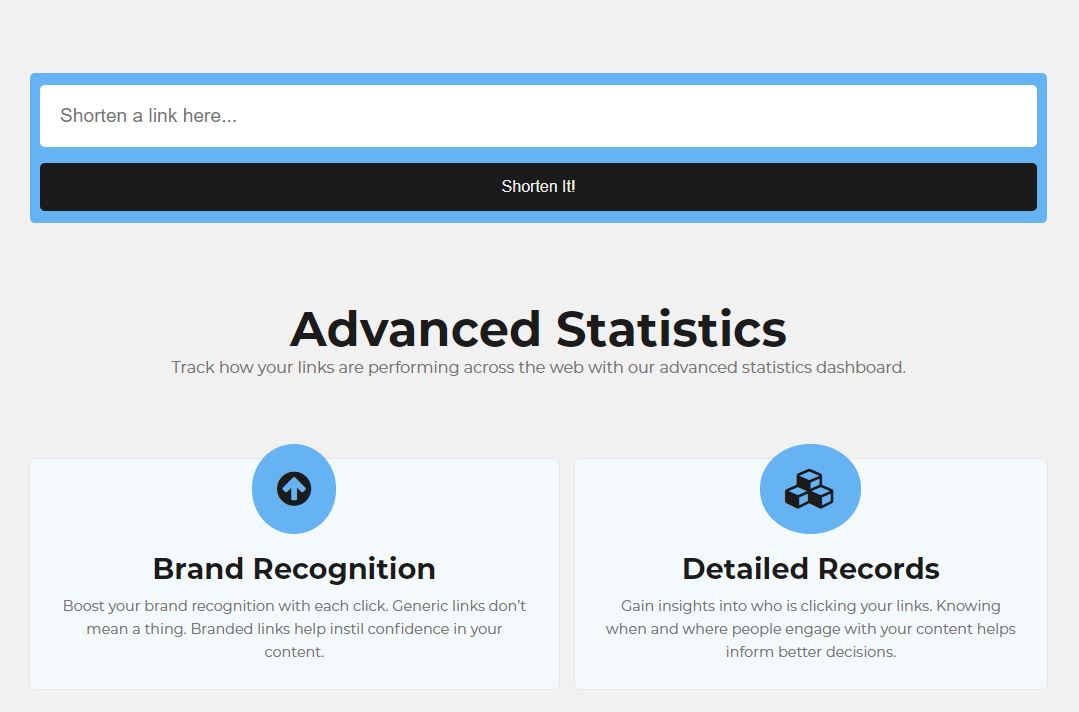 Shorten a link here...
Shorten It!
Advanced Statistics
Track how your links are performing across the web with our advanced statistics dashboard.
Brand Recognition
Boost your brand recognition with each click. Generic links don’t
mean a thing. Branded links help instil confidence in your
content.
Detailed Records
Gain insights into who is clicking your links. Knowing
when and where people engage with your content helps
inform better decisions.